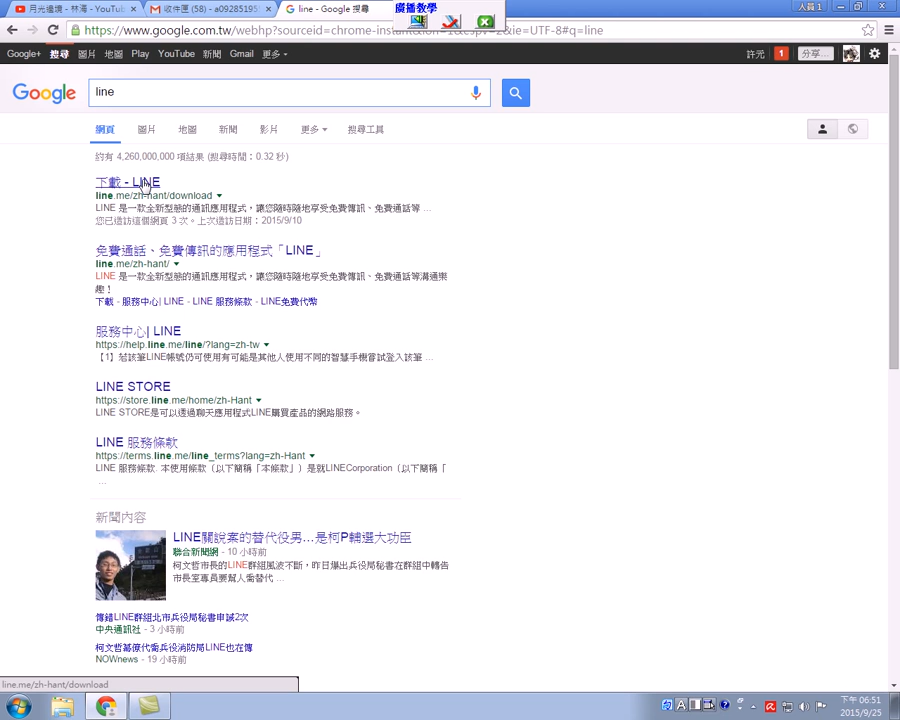 月光邊境 - 林海 - YouTu
收件匣 (58) - a0928519
line - Google 搜尋
廣播教學
人員1
https://www.google.com.tw/webhp?sourceid=chrome-instant
ie=UTF-8#q=line
Google+ 搜尋 圖片 地圖 Play YouTube 新聞 Gmail 更多
許元 1 分享...
Google line
網頁 圖片 地圖 新聞 影片 更多 搜尋工具
約有 4,260,000,000 項結果 (搜尋時間：0.32 秒)
下載 - LINE
line.me/zh-hant/download
LINE 是一款全新型態的通訊應用程式，讓您隨時隨地享受免費傳訊、免費通話等 ...
您已造訪這個網頁 3 次。上次造訪日期：2015/9/10
免費通話、免費傳訊的應用程式「LINE」
line.me/zh-hant/
LINE 是一款全新型態的通訊應用程式，讓您隨時隨地享受免費傳訊、免費通話等溝通樂
趣！
下載 - 服務中心| LINE - LINE 服務條款 - LINE免費代幣
服務中心| LINE
https://help.line.me/line/?lang=zh-tw
【1】若該筆LINE帳號仍可使用有可能是其他人使用不同的智慧手機嘗試登入該筆 ...
LINE STORE
https://store.line.me/home/zh-Hant
LINE STORE是可以透過聊天應用程式LINE購買產品的網路服務。
LINE 服務條款
https://terms.line.me/line_terms?lang=zh-Hant
LINE 服務條款. 本使用條款（以下簡稱「本條款」）是就LINECorporation（以下簡稱「
...
新聞內容
LINE關說案的替代役男...是柯P輔選大功臣
聯合新聞網 - 10 小時前
柯文哲市長的LINE群組風波不斷，昨日爆出兵役局秘書在群組中轉告
市長室專員要幫人喬替代 ...
傳錯LINE群組北市兵役局秘書申誡2次
中央通訊社 - 3 小時前
柯文哲幕僚代喬兵役消防局LINE也在傳
NOWnews - 19 小時前
line.me/zh-hant/download
下午 06:51
2015/9/25